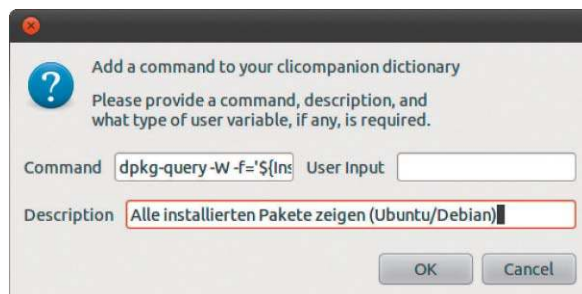 Add a command to your clicompanion dictionary
Please provide a command, description, and
what type of user variable, if any, is required.
Command dpkg-query -W -f='${Ins User Input
Description Alle installierten Pakete zeigen (Ubuntu/Debian)
OK Cancel